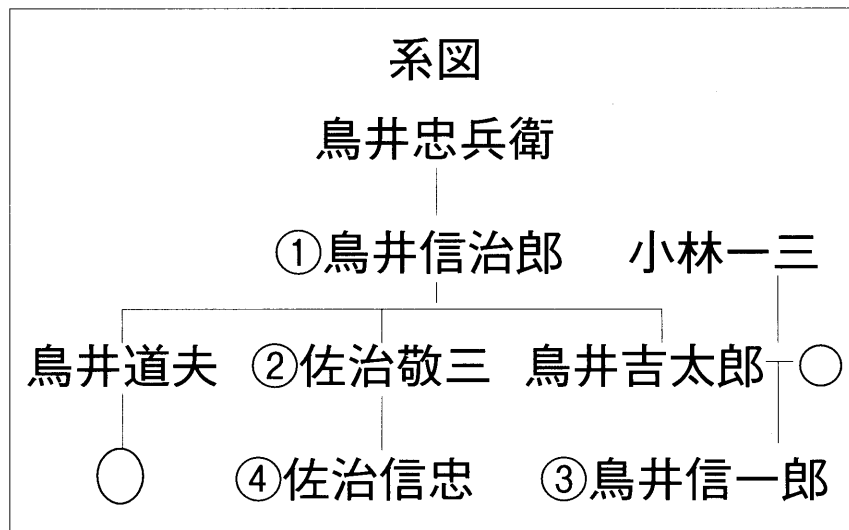 系図
鳥井忠兵衛
①鳥井信治郎 小林一三
鳥井道夫 ②佐治敬三 鳥井吉太郎
④佐治信忠 ③鳥井信一郎